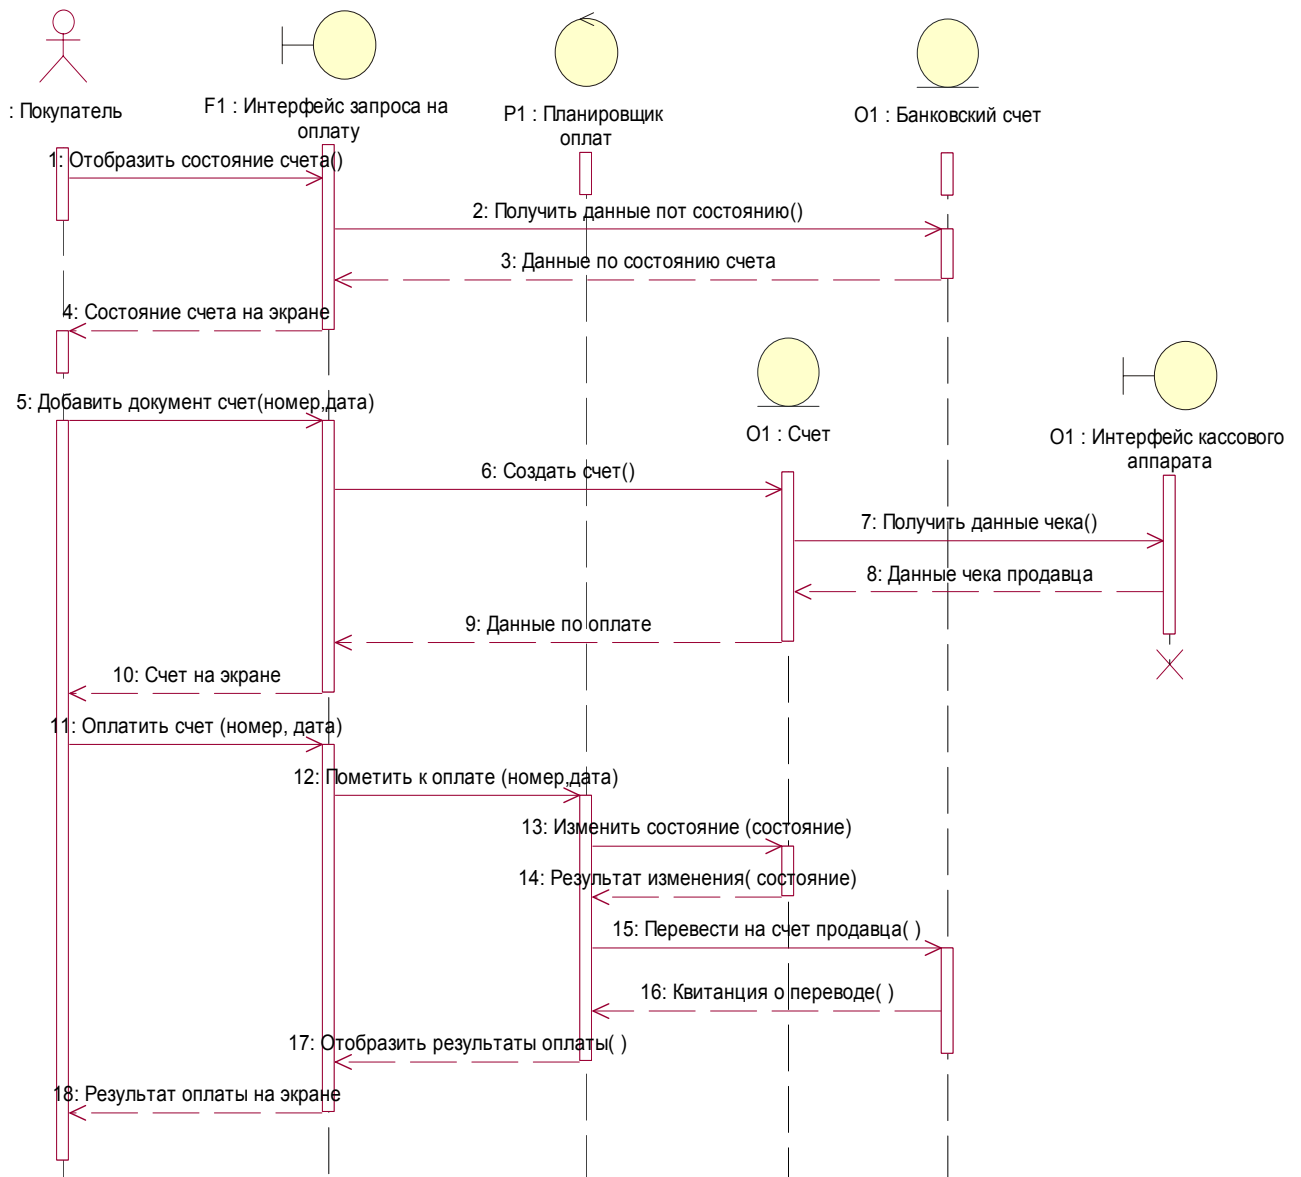 : Покупатель
F1 : Интерфейс запроса на
оплату
P1 : Планировщик
оплат
O1 : Банковский счет
1: Отобразить состояние счета()
2: Получить данные пот состоянию()
3: Данные по состоянию счета
4: Состояние счета на экране
5: Добавить документ счет(номер,дата)
O1 : Счет
O1 : Интерфейс кассового
аппарата
6: Создать счет()
7: Получить данные чека()
8: Данные чека продавца
9: Данные по оплате
10: Счет на экране
11: Оплатить счет (номер, дата)
12: Пометить к оплате (номер,дата)
13: Изменить состояние (состояние)
14: Результат изменения( состояние)
15: Перевести на счет продавца( )
16: Квитанция о переводе( )
17: Отобразить результаты оплаты( )
18: Результат оплаты на экране